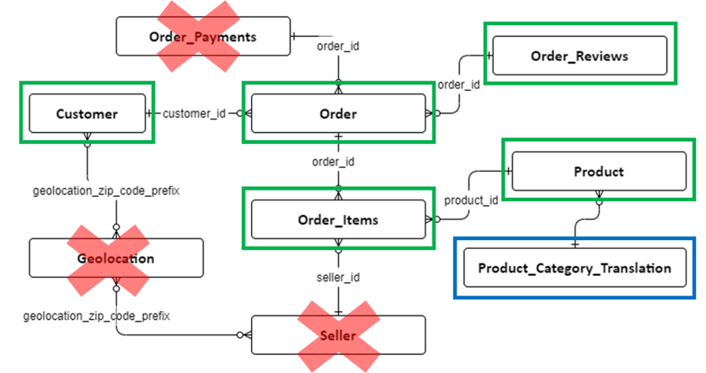 Order_Payments
order_id
Order_Reviews
order_id
Customer
customer_id
Order
order_id
Product
geolocation_zip_code_prefix
product_id
Order_Items
Geolocation
Product_Category_Translation
seller_id
geolocation_zip_code_prefix
Seller